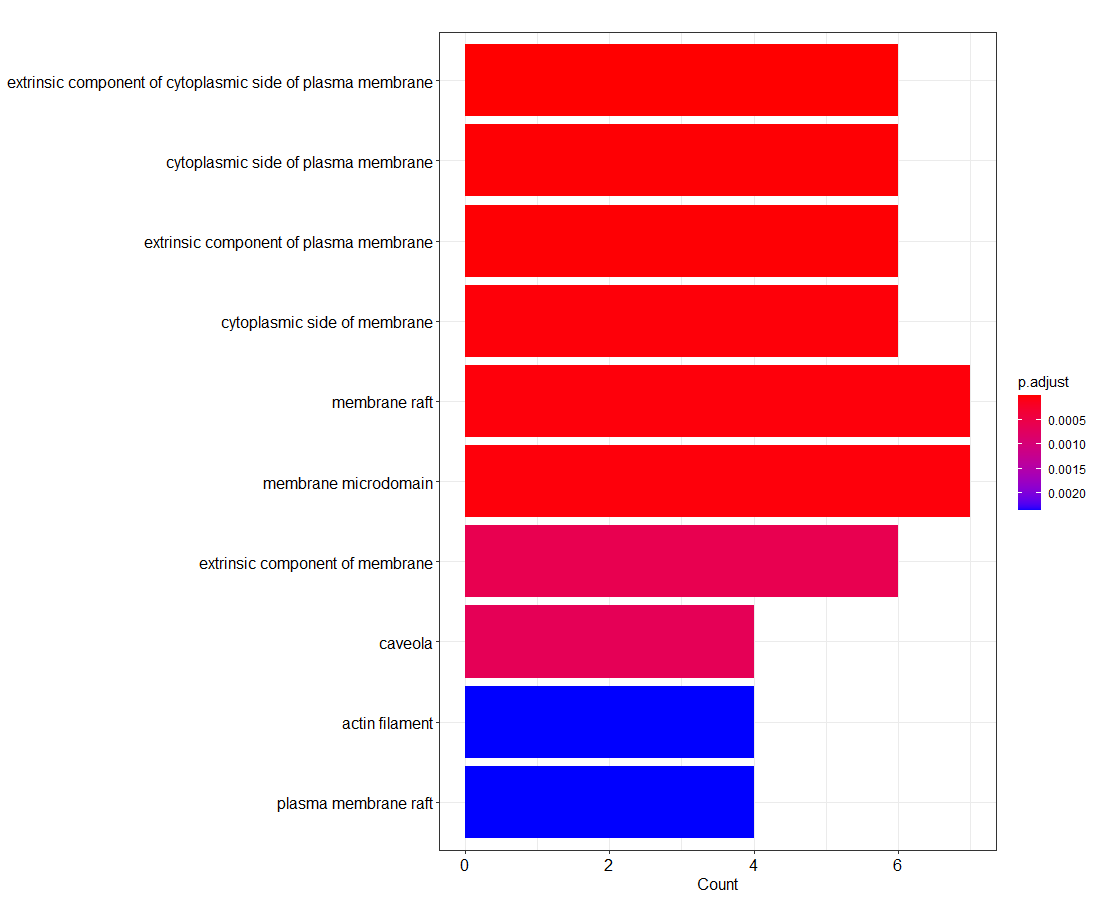 extrinsic component of cytoplasmic side of plasma membrane
cytoplasmic side of plasma membrane
extrinsic component of plasma membrane
cytoplasmic side of membrane
membrane raft
membrane microdomain
extrinsic component of membrane
caveola
actin filament
plasma membrane raft
0 2 4 6
Count
p.adjust
0.0005
0.0010
0.0015
0.0020